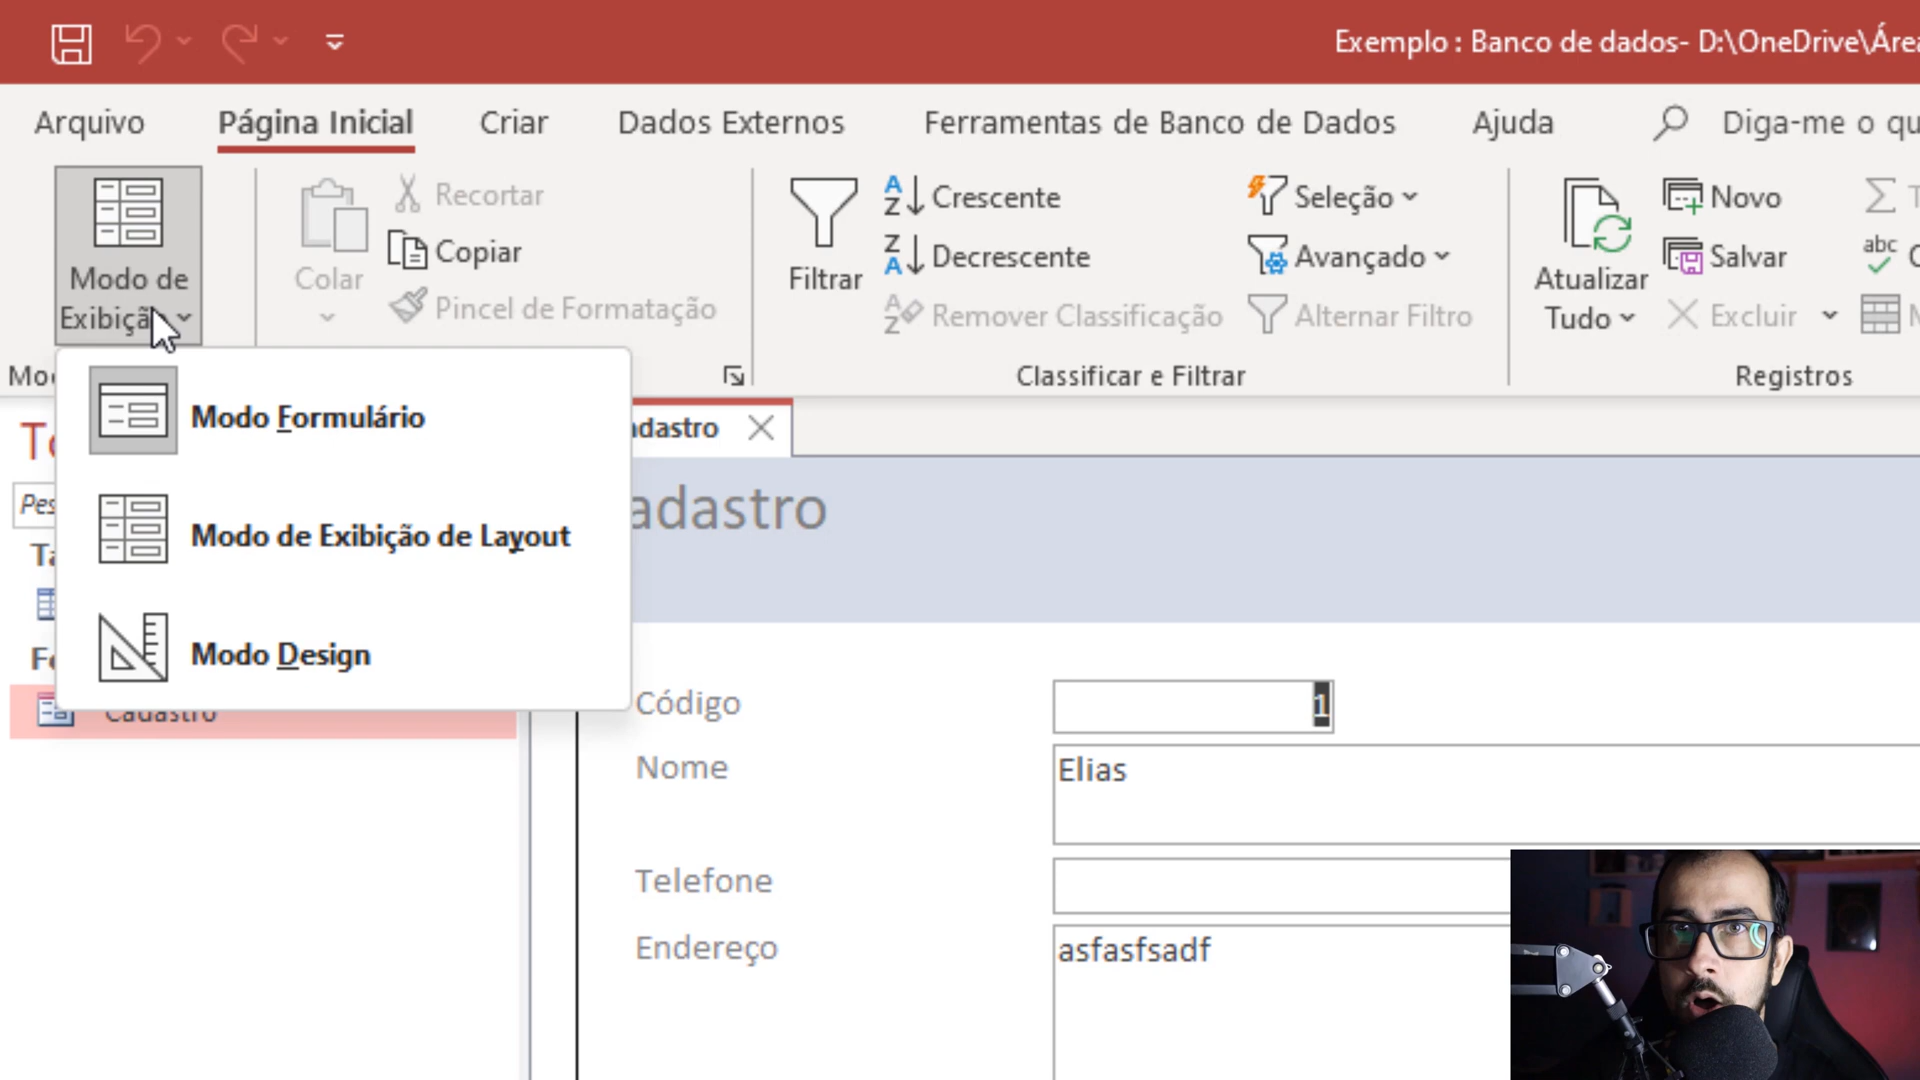 Exemplo : Banco de dados- D:\OneDrive\Área
Arquivo Página Inicial Criar Dados Externos Ferramentas de Banco de Dados Ajuda Diga-me o qu
Modo de Exibição
Colar
Recortar
Copiar
Pincel de Formatação
Filtrar
Crescente
Decrescente
Remover Classificação
Seleção
Avançado
Alternar Filtro
Classificar e Filtrar
Atualizar
Tudo
Novo
Salvar
Excluir
Registros
Modo Formulário
Modo de Exibição de Layout
Modo Design
Cadastro
adastro
adastro
Código 1
Nome Elias
Telefone
Endereço asfasfsadf